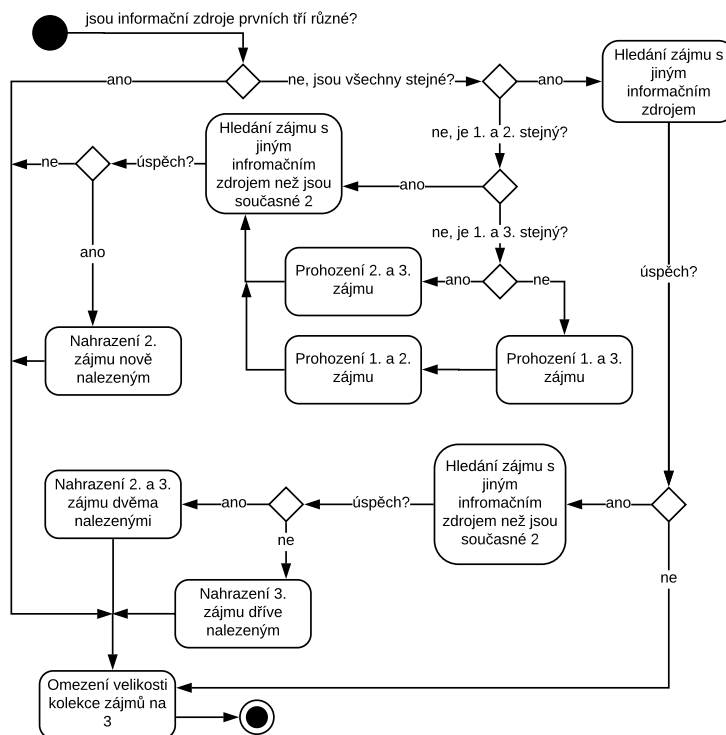 jsou informační zdroje prvních tří různé?
ano
ne, jsou všechny stejné?
ano
Hledání zájmu s
jiným
informačním
zdrojem
ne, je 1. a 2. stejný?
Hledání zájmu s
jiným
infromačním
zdrojem než jsou
současné 2
úspěch?
ne
ano
ano
ne, je 1. a 3. stejný?
Prohození 2. a 3.
zájmu
ano
ne
úspěch?
Nahrazení 2.
zájmu nově
nalezeným
Prohození 1. a 2.
zájmu
Prohození 1. a 3.
zájmu
Hledání zájmu s
jiným
infromačním
zdrojem než jsou
současné 2
Nahrazení 2. a 3.
zájmu dvěma
nalezenými
ano
úspěch?
ano
ne
ne
Nahrazení 3.
zájmu dříve
nalezeným
Omezení velikosti
kolekce zájmů na
3